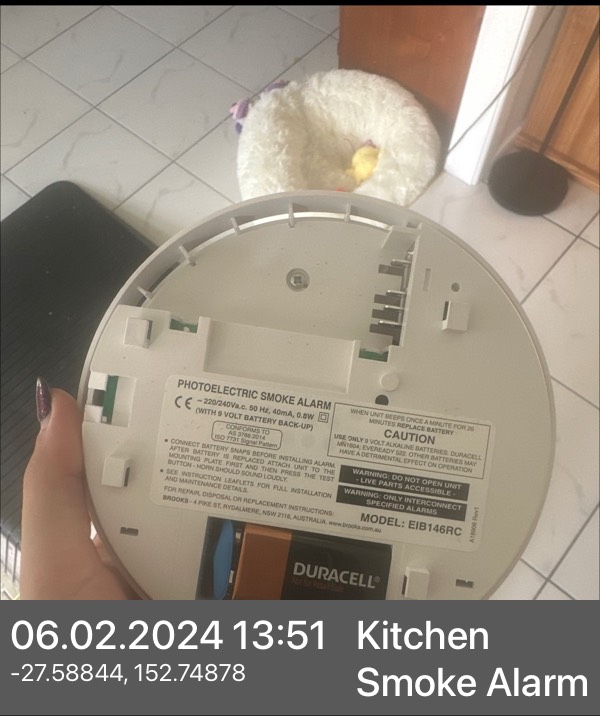 PHOTOELECTRIC SMOKE ALARM
CE ~ 220/240Va.c. 50 Hz, 40mA, 0.8W
(WITH 9 VOLT BATTERY BACK-UP)
CONFORMS TO
AS 3786:2014
ISO 7731 Signal Pattern
• CONNECT BATTERY SNAPS BEFORE INSTALLING ALARM.
AFTER BATTERY IS REPLACED ATTACH UNIT TO THE
MOUNTING PLATE FIRST AND THEN PRESS THE TEST
BUTTON - HORN SHOULD SOUND LOUDLY.
• SEE INSTRUCTION LEAFLETS FOR FULL INSTALLATION
AND MAINTENANCE DETAILS.
FOR REPAIR, DISPOSAL OR REPLACEMENT INSTRUCTIONS:
BROOKS - 4 PIKE ST, RYDALMERE, NSW 2116, AUSTRALIA. www.brooks.com.au
WHEN UNIT BEEPS ONCE A MINUTE FOR 30
MINUTES REPLACE BATTERY
CAUTION
USE ONLY 9 VOLT ALKALINE BATTERIES: DURACELL
MN1604; EVEREADY 522. OTHER BATTERIES MAY
HAVE A DETRIMENTAL EFFECT ON OPERATION
WARNING: DO NOT OPEN UNIT
- LIVE PARTS ACCESSIBLE -
WARNING: ONLY INTERCONNECT
SPECIFIED ALARMS
MODEL: EIB146RC
DURACELL®
06.02.2024 13:51
-27.58844, 152.74878
Kitchen
Smoke Alarm